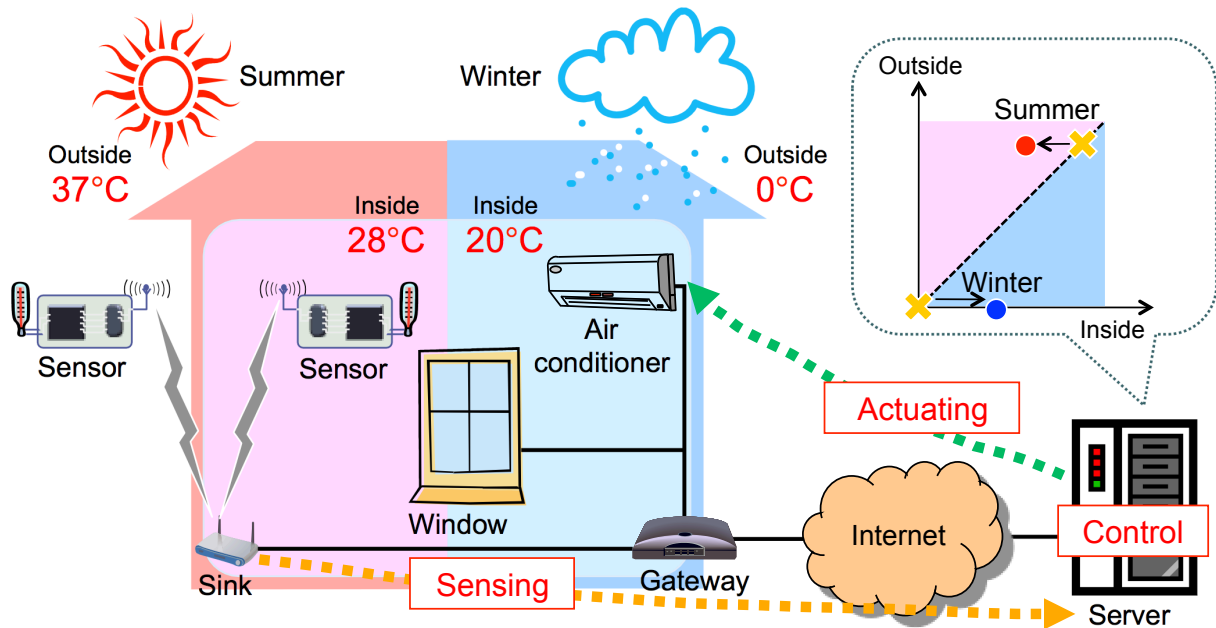 Summer
Winter
Outside
37°C
Inside
28°C
Inside
20°C
Outside
0°C
Outside
Summer
Winter
Inside
Sensor
Sensor
Air
conditioner
Actuating
Window
Internet
Control
Sink
Sensing
Gateway
Server